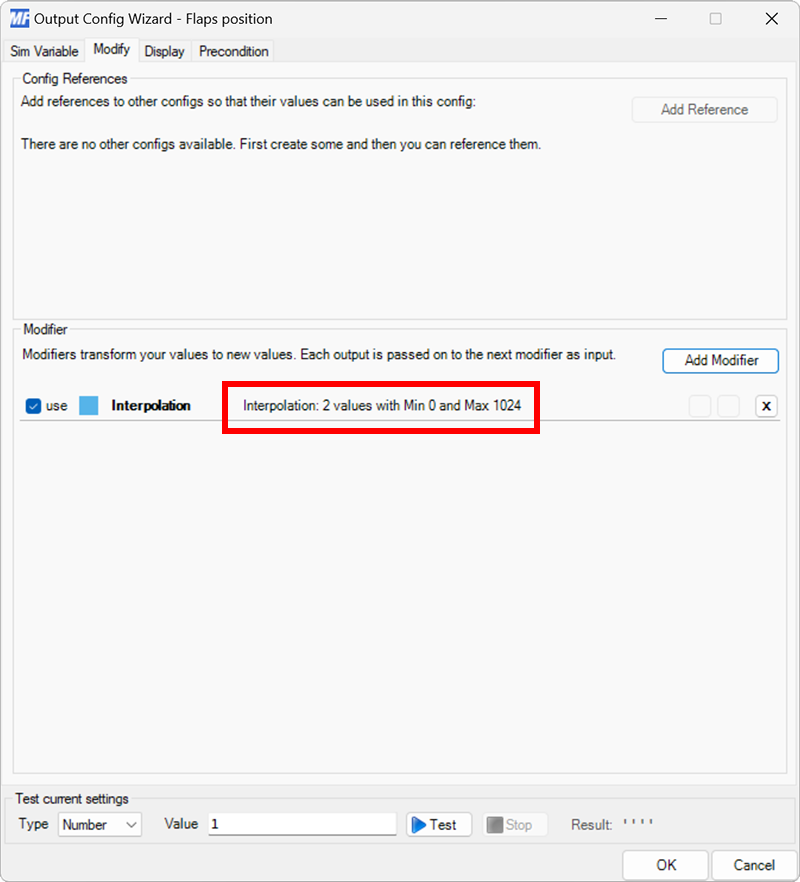 MF Output Config Wizard - Flaps position
Sim Variable Modify Display Precondition
Config References
Add references to other configs so that their values can be used in this config:
Add Reference
There are no other configs available. First create some and then you can reference them.
Modifier
Modifiers transform your values to new values. Each output is passed on to the next modifier as input.
Add Modifier
use Interpolation Interpolation: 2 values with Min 0 and Max 1024 X
Test current settings
Type Number Value 1 Test Stop Result: ' ' ' '
OK Cancel